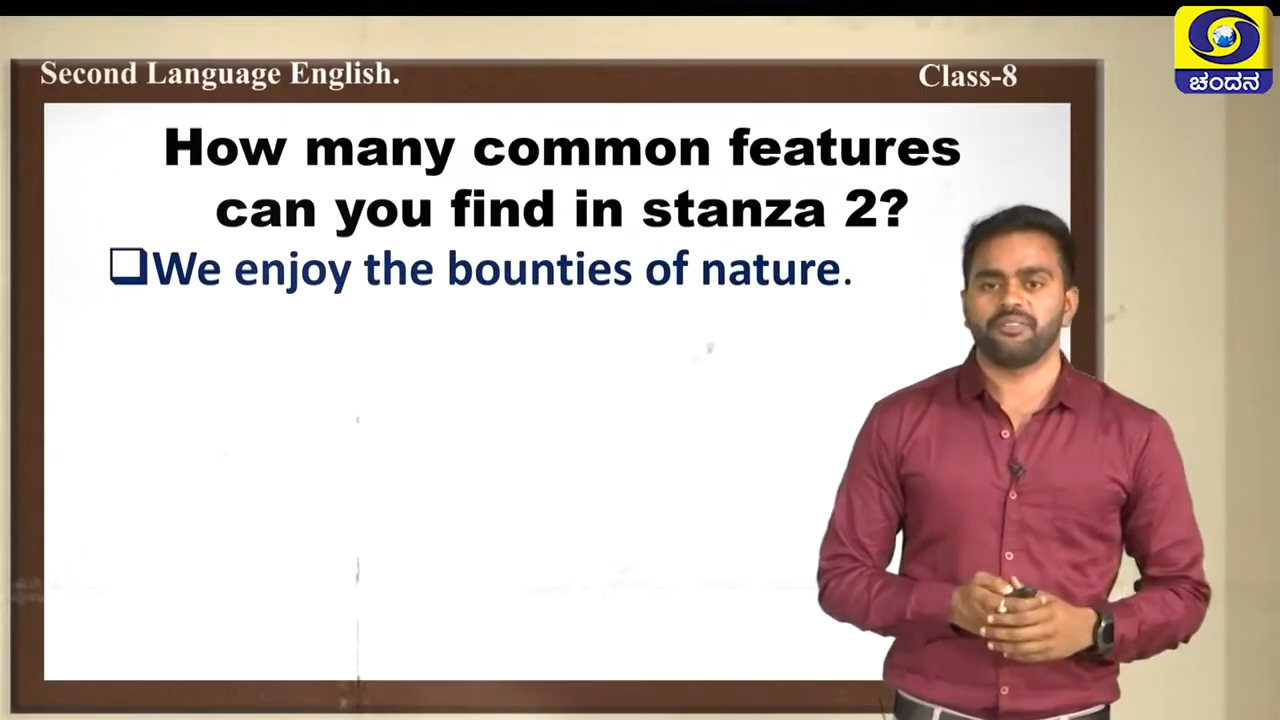 Second Language English.
Class-8
ಚಂದನ
How many common features
can you find in stanza 2?
❑We enjoy the bounties of nature.